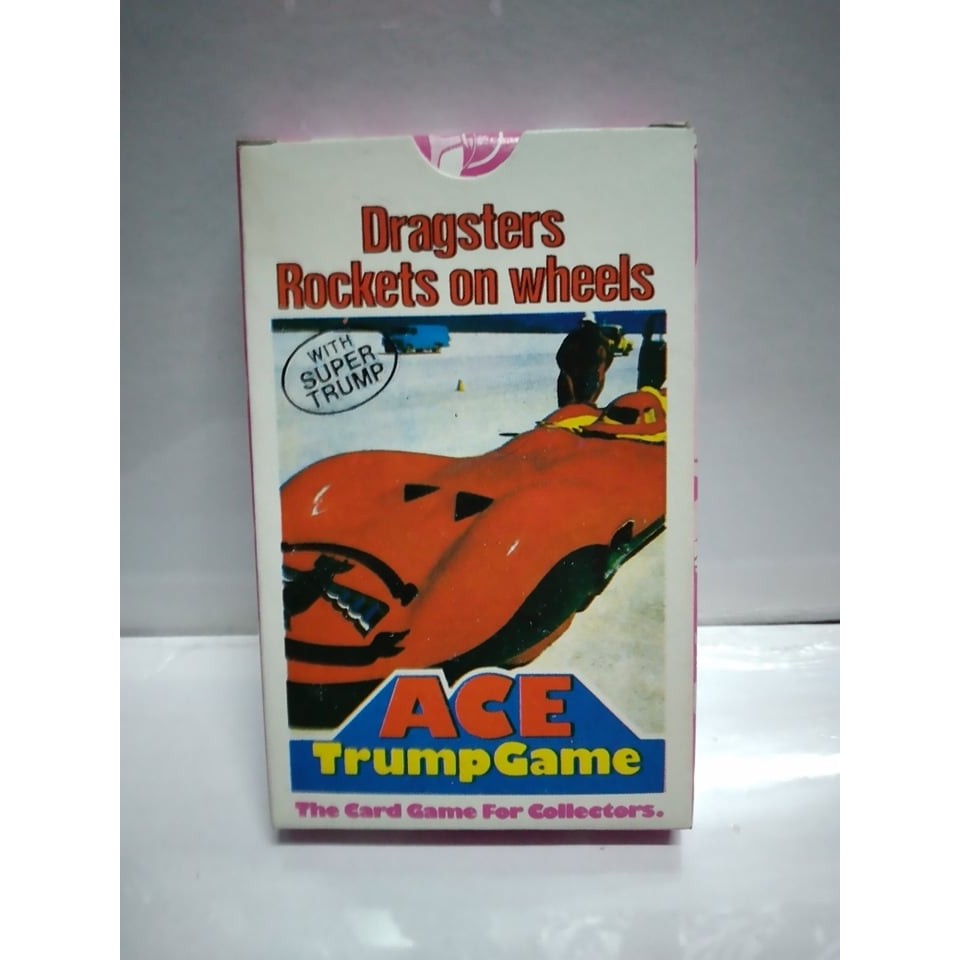 Dragsters
Rockets on wheels
WITH
SUPER
TRUMP
ACE
TrumpGame
The Card Game For Collectors.